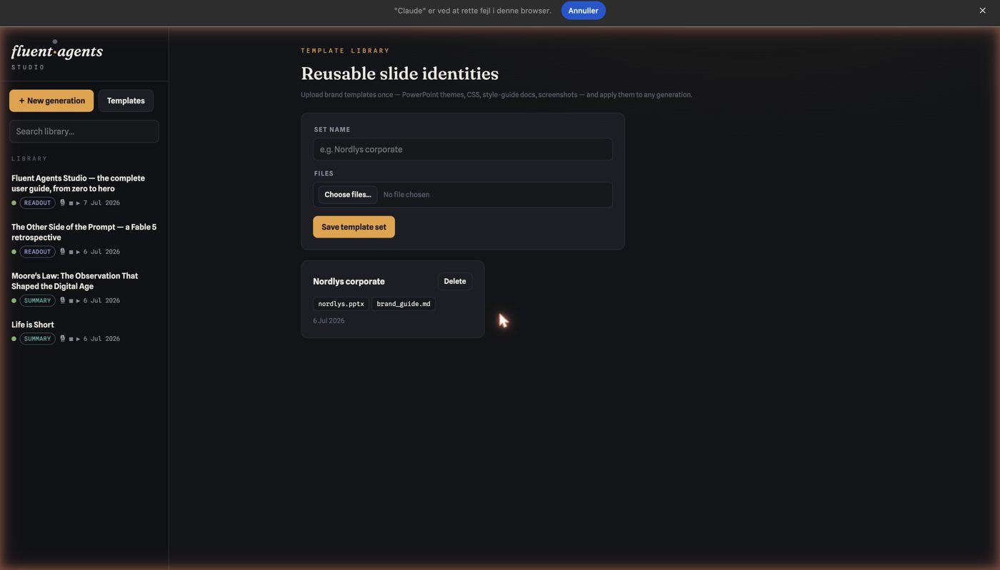 "Claude" er ved at rette fejl i denne browser.
Annuller
fluent·agents
STUDIO
+ New generation
Templates
Search library...
LIBRARY
Fluent Agents Studio — the complete
user guide, from zero to hero
READOUT
7 Jul 2026
The Other Side of the Prompt — a Fable 5
retrospective
READOUT
6 Jul 2026
Moore's Law: The Observation That
Shaped the Digital Age
SUMMARY
6 Jul 2026
Life is Short
SUMMARY
6 Jul 2026
TEMPLATE LIBRARY
Reusable slide identities
Upload brand templates once — PowerPoint themes, CSS, style-guide docs, screenshots — and apply them to any generation.
SET NAME
e.g. Nordlys corporate
FILES
Choose files...
No file chosen
Save template set
Nordlys corporate
Delete
nordlys.pptx
brand_guide.md
6 Jul 2026